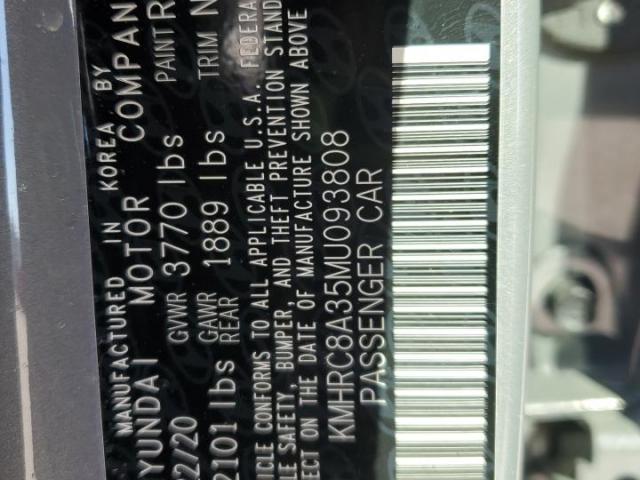 MANUFACTURED IN KOREA BY
YUNDAI MOTOR COMPAN
2/20 GVWR 3770 lbs PAINT R
2101 lbs GAWR REAR 1889 lbs TRIM N
ICLE CONFORMS TO ALL APPLICABLE U.S.A. FEDERA
LE SAFETY, BUMPER, AND THEFT PREVENTION STAND
ECT ON THE DATE OF MANUFACTURE SHOWN ABOVE
KMHRC8A35MU093808
PASSENGER CAR